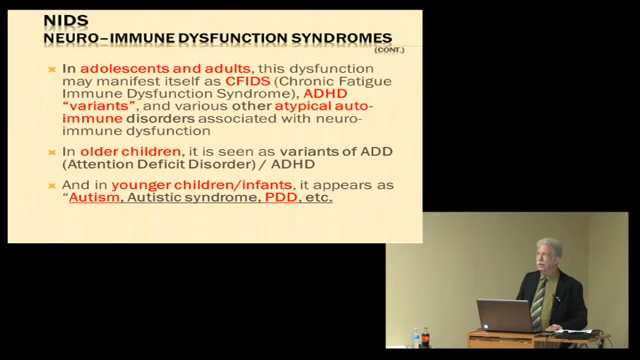 NIDS
NEURO–IMMUNE DYSFUNCTION SYNDROMES
(CONT.)
In adolescents and adults, this dysfunction
may manifest itself as CFIDS (Chronic Fatigue
Immune Dysfunction Syndrome), ADHD
“variants”, and various other atypical auto-
immune disorders associated with neuro-
immune dysfunction
In older children, it is seen as variants of ADD
(Attention Deficit Disorder) / ADHD
And in younger children/infants, it appears as
“Autism, Autistic syndrome, PDD, etc.